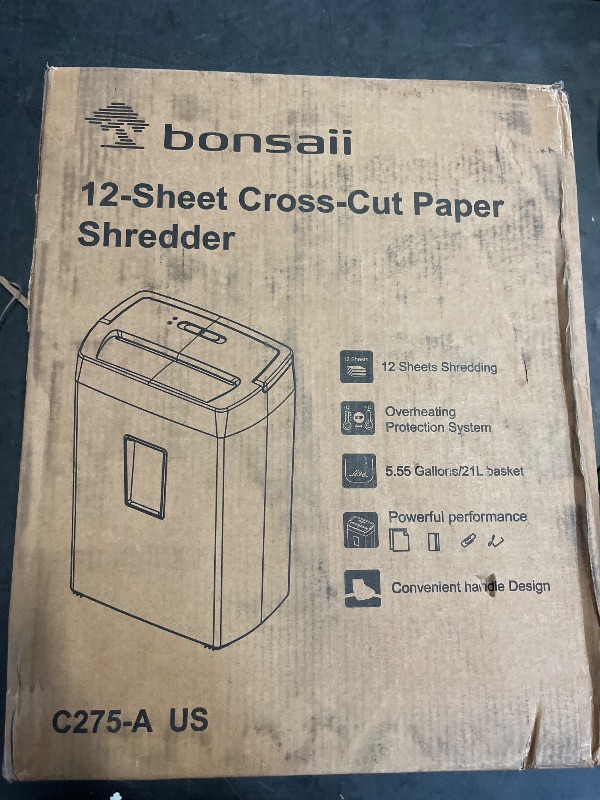 bonsaii
12-Sheet Cross-Cut Paper
Shredder
12 Sheets
12 Sheets Shredding
Overheating
Protection System
5.55 Gallons/21L basket
Powerful performance
Convenient handle Design
C275-A US